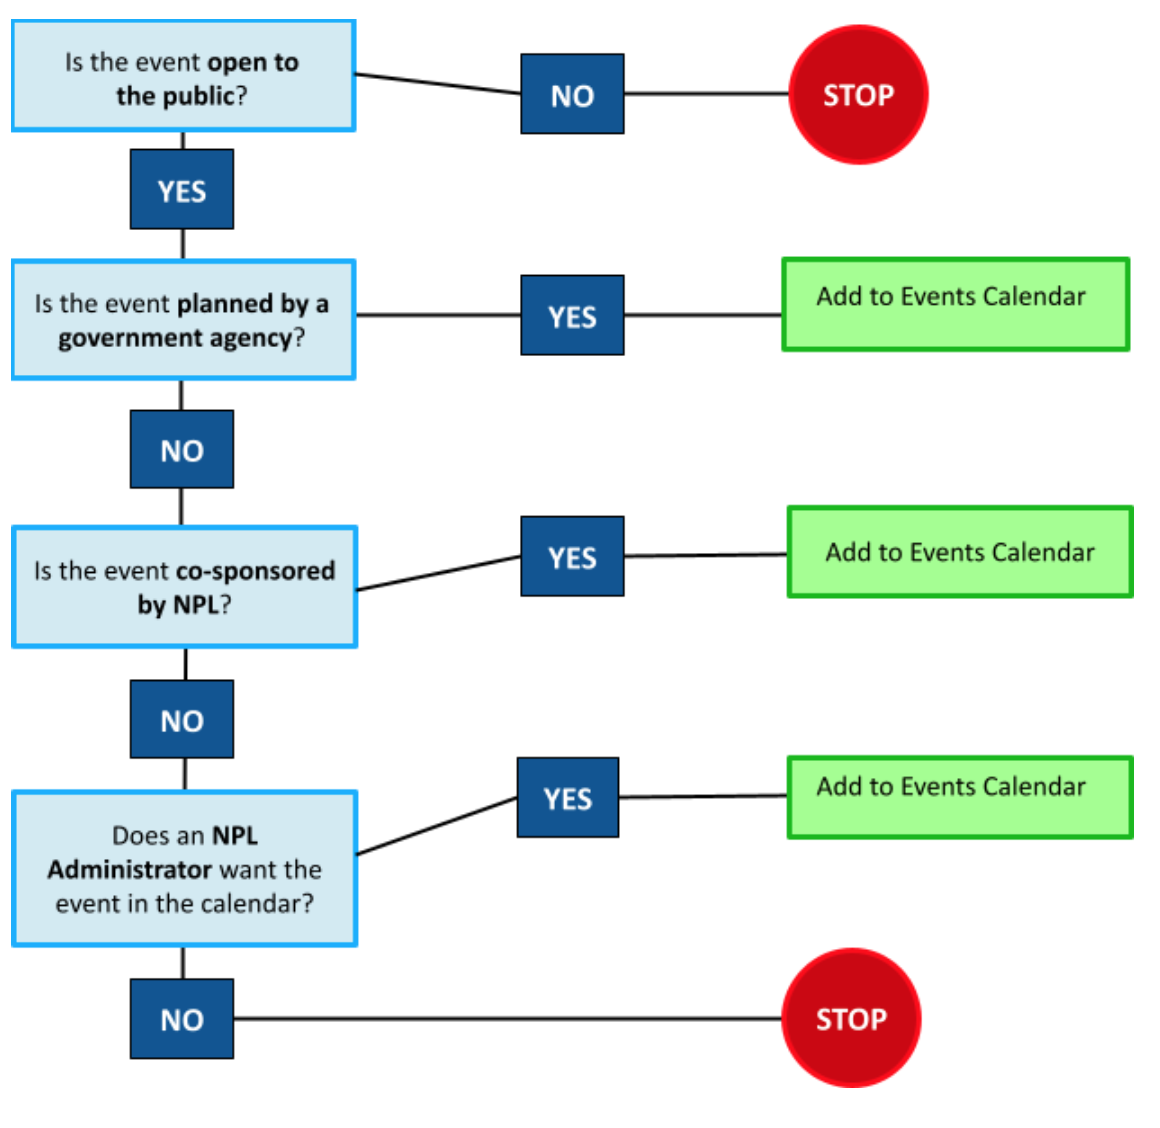 Is the event open to
the public?
NO
STOP
YES
Is the event planned by a
government agency?
YES
Add to Events Calendar
NO
Is the event co-sponsored
by NPL?
YES
Add to Events Calendar
NO
Does an NPL
Administrator want the
event in the calendar?
YES
Add to Events Calendar
NO
STOP